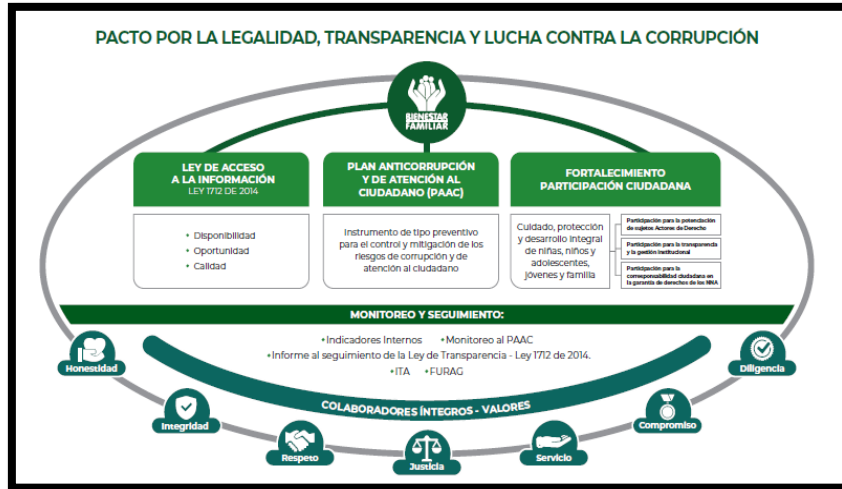 PACTO POR LA LEGALIDAD, TRANSPARENCIA Y LUCHA CONTRA LA CORRUPCIÓN
BIENESTAR
FAMILIAR
LEY DE ACCESO
A LA INFORMACIÓN
LEY 1712 DE 2014
• Disponibilidad
• Oportunidad
• Calidad
PLAN ANTICORRUPCIÓN
Y DE ATENCIÓN AL
CIUDADANO (PAAC)
Instrumento de tipo preventivo
para el control y mitigación de los
riesgos de corrupción y de
atención al ciudadano
FORTALECIMIENTO
PARTICIPACIÓN CIUDADANA
Cuidado, protección
y desarrollo integral
de niñas, niños y
adolescentes,
jóvenes y familia
Participación para la potenciación
de sujetos Actores de Derecho
Participación para la transparencia
y la gestión institucional
Participación para la
corresponsabilidad ciudadana en
la garantía de derechos de los NNA
MONITOREO Y SEGUIMIENTO:
•Indicadores Internos •Monitoreo al PAAC
•Informe al seguimiento de la Ley de Transparencia - Ley 1712 de 2014.
•ITA •FURAG
COLABORADORES ÍNTEGROS - VALORES
Honestidad
Integridad
Respeto
Justicia
Servicio
Compromiso
Diligencia